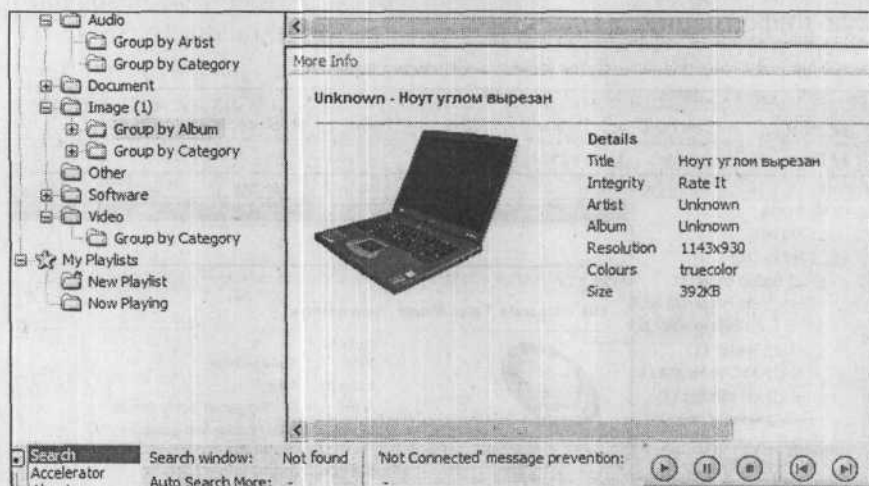 Audio
Group by Artist
Group by Category
Document
Image (1)
Group by Album
Group by Category
Other
Software
Video
Group by Category
My Playlists
New Playlist
Now Playing
More Info
Unknown - Ноут углом вырезан
Details
Title Ноут углом вырезан
Integrity Rate It
Artist Unknown
Album Unknown
Resolution 1143x930
Colours truecolor
Size 392KB
Search
Accelerator
Search window: Not found 'Not Connected' message prevention:
Auto Search More: - -